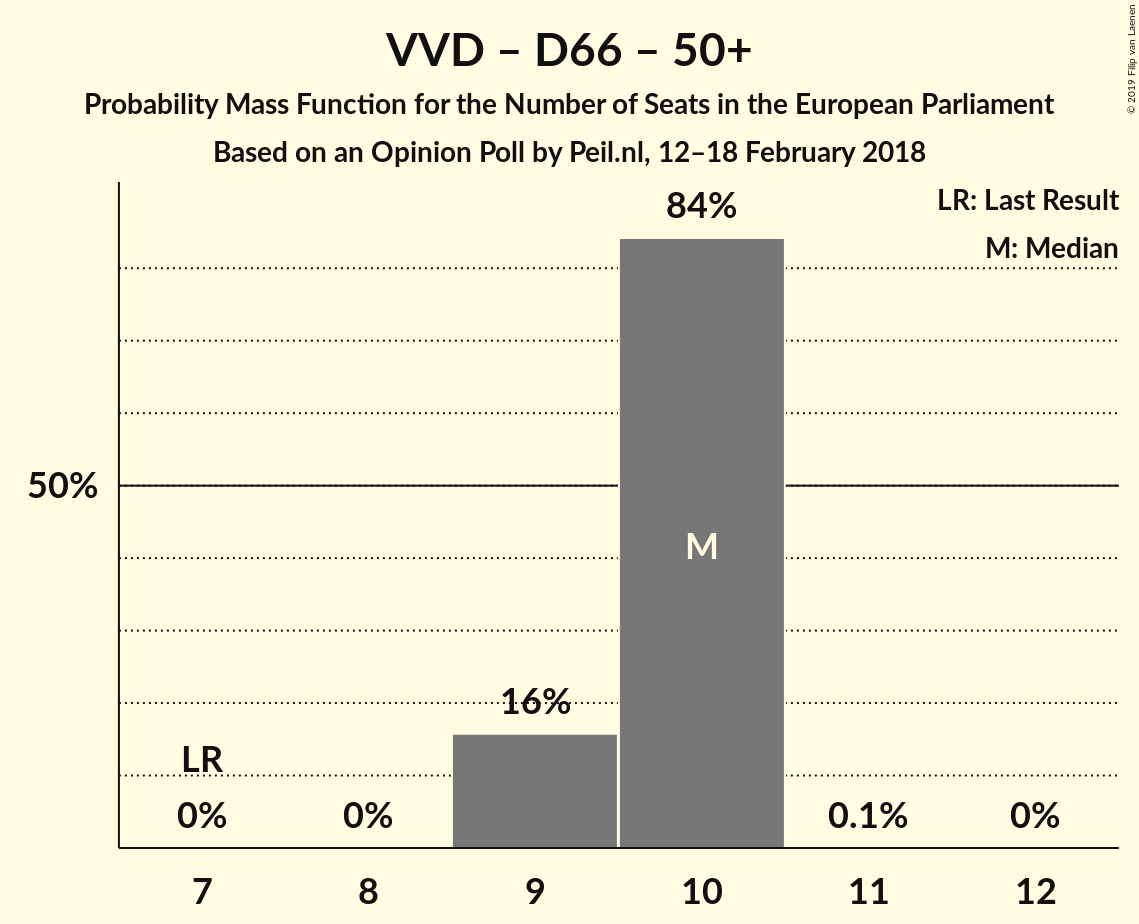 VVD – D66 – 50+
Probability Mass Function for the Number of Seats in the European Parliament
Based on an Opinion Poll by Peil.nl, 12–18 February 2018
© 2019 Filip van Laenen
LR: Last Result
M: Median
84%
50%
M
16%
LR
0%
0%
0.1%
0%
7
8
9
10
11
12